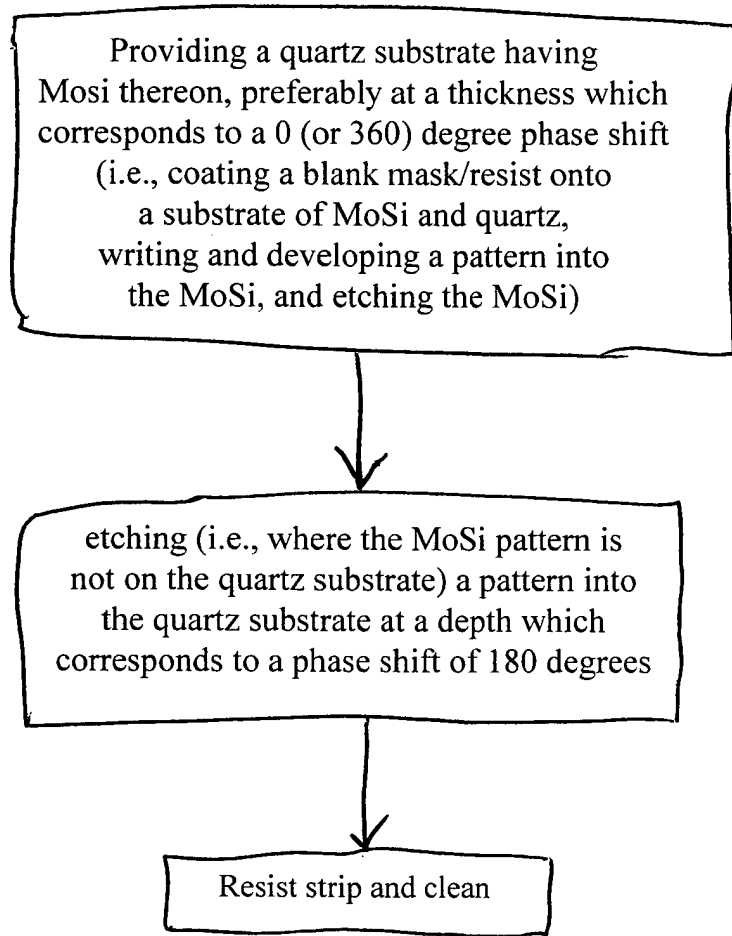 Providing a quartz substrate having
Mosi thereon, preferably at a thickness which
corresponds to a 0 (or 360) degree phase shift
(i.e., coating a blank mask/resist onto
a substrate of MoSi and quartz,
writing and developing a pattern into
the MoSi, and etching the MoSi)
etching (i.e., where the MoSi pattern is
not on the quartz substrate) a pattern into
the quartz substrate at a depth which
corresponds to a phase shift of 180 degrees
Resist strip and clean